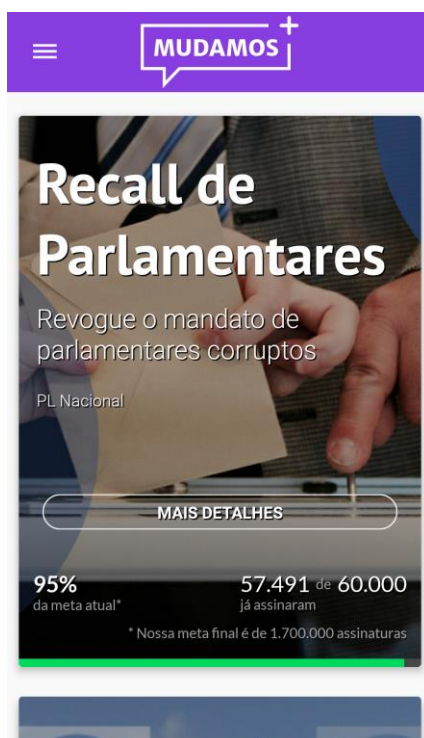 MUDAMOS
Recall de
Parlamentares
Revogue o mandato de
parlamentares corruptos
PL Nacional
MAIS DETALHES
95%
da meta atual*
57.491 de 60.000
já assinaram
* Nossa meta final é de 1.700.000 assinaturas